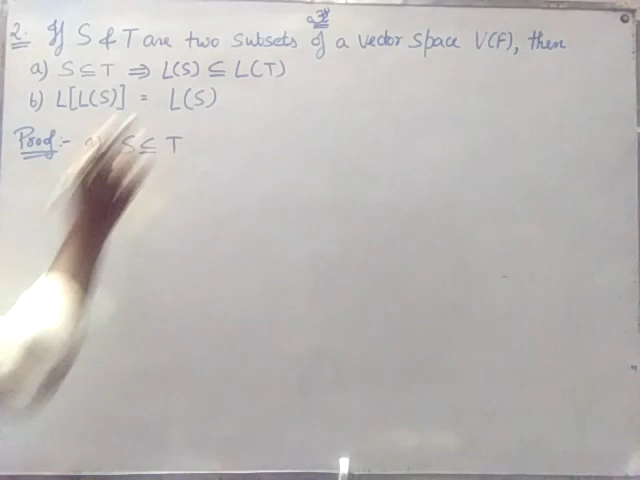 2. If S & T are two subsets of a vector space V(F), then
a) S ⊆ T ⇒ L(S) ⊆ L(T)
b) L[L(S)] = L(S)
Proof:- a) S ⊆ T